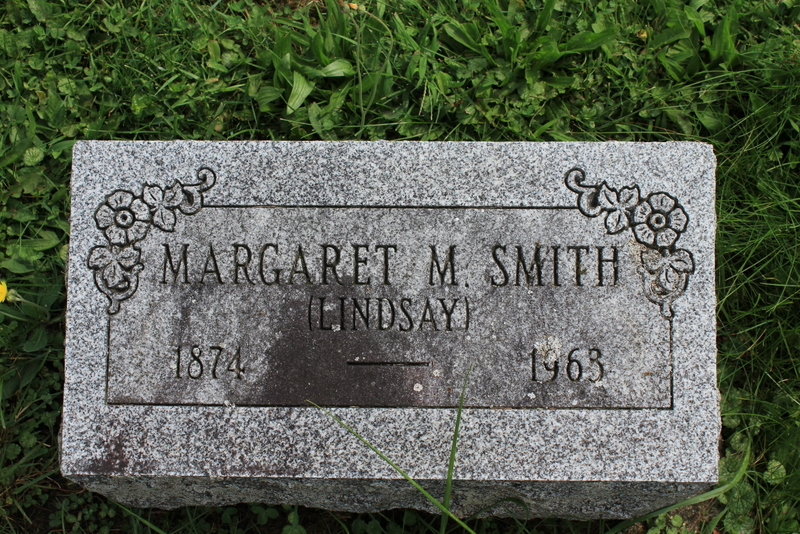 MARGARET M. SMITH
(LINDSAY)
1874 — 1963